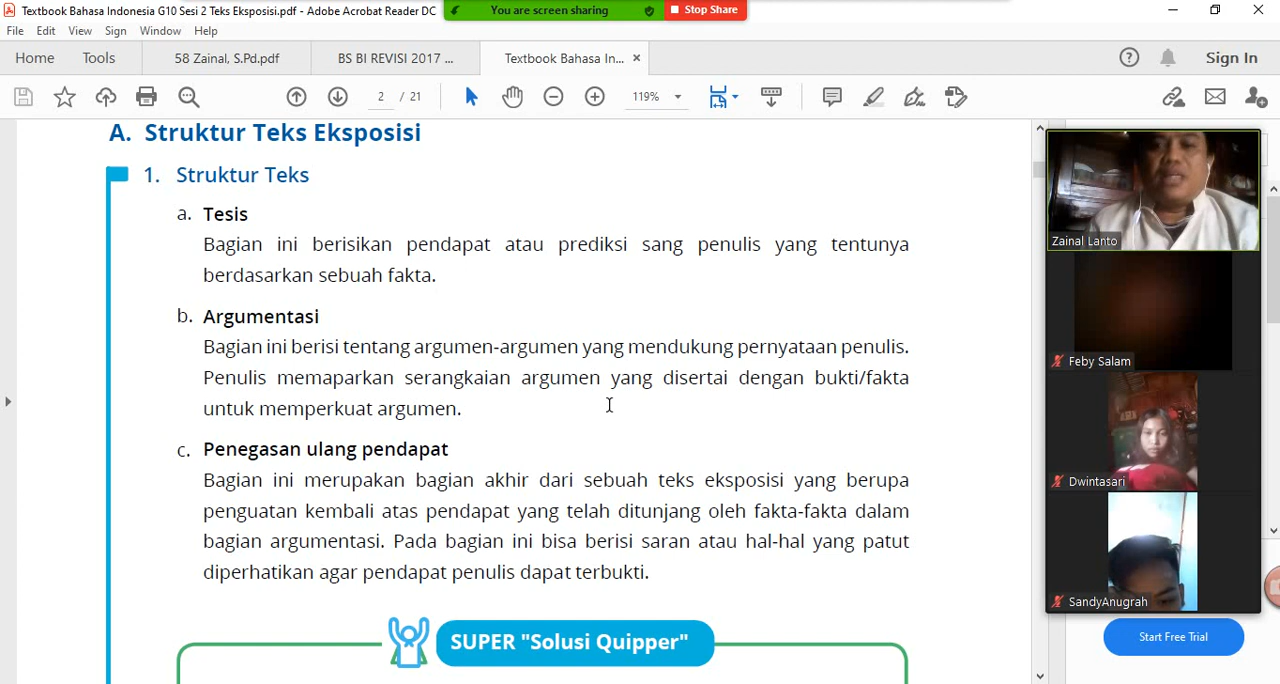 Textbook Bahasa Indonesia G10 Sesi 2 Teks Eksposisi.pdf - Adobe Acrobat Reader DC
You are screen sharing
Stop Share
File Edit View Sign Window Help
Home Tools 58 Zainal, S.Pd.pdf BS BI REVISI 2017 ... Textbook Bahasa In... ×
Sign In
2 / 21
119%
A. Struktur Teks Eksposisi
1. Struktur Teks
a. Tesis
Bagian ini berisikan pendapat atau prediksi sang penulis yang tentunya
berdasarkan sebuah fakta.
b. Argumentasi
Bagian ini berisi tentang argumen-argumen yang mendukung pernyataan penulis.
Penulis memaparkan serangkaian argumen yang disertai dengan bukti/fakta
untuk memperkuat argumen.
c. Penegasan ulang pendapat
Bagian ini merupakan bagian akhir dari sebuah teks eksposisi yang berupa
penguatan kembali atas pendapat yang telah ditunjang oleh fakta-fakta dalam
bagian argumentasi. Pada bagian ini bisa berisi saran atau hal-hal yang patut
diperhatikan agar pendapat penulis dapat terbukti.
SUPER "Solusi Quipper"
Zainal Lanto
Feby Salam
Dwintasari
SandyAnugrah
Start Free Trial